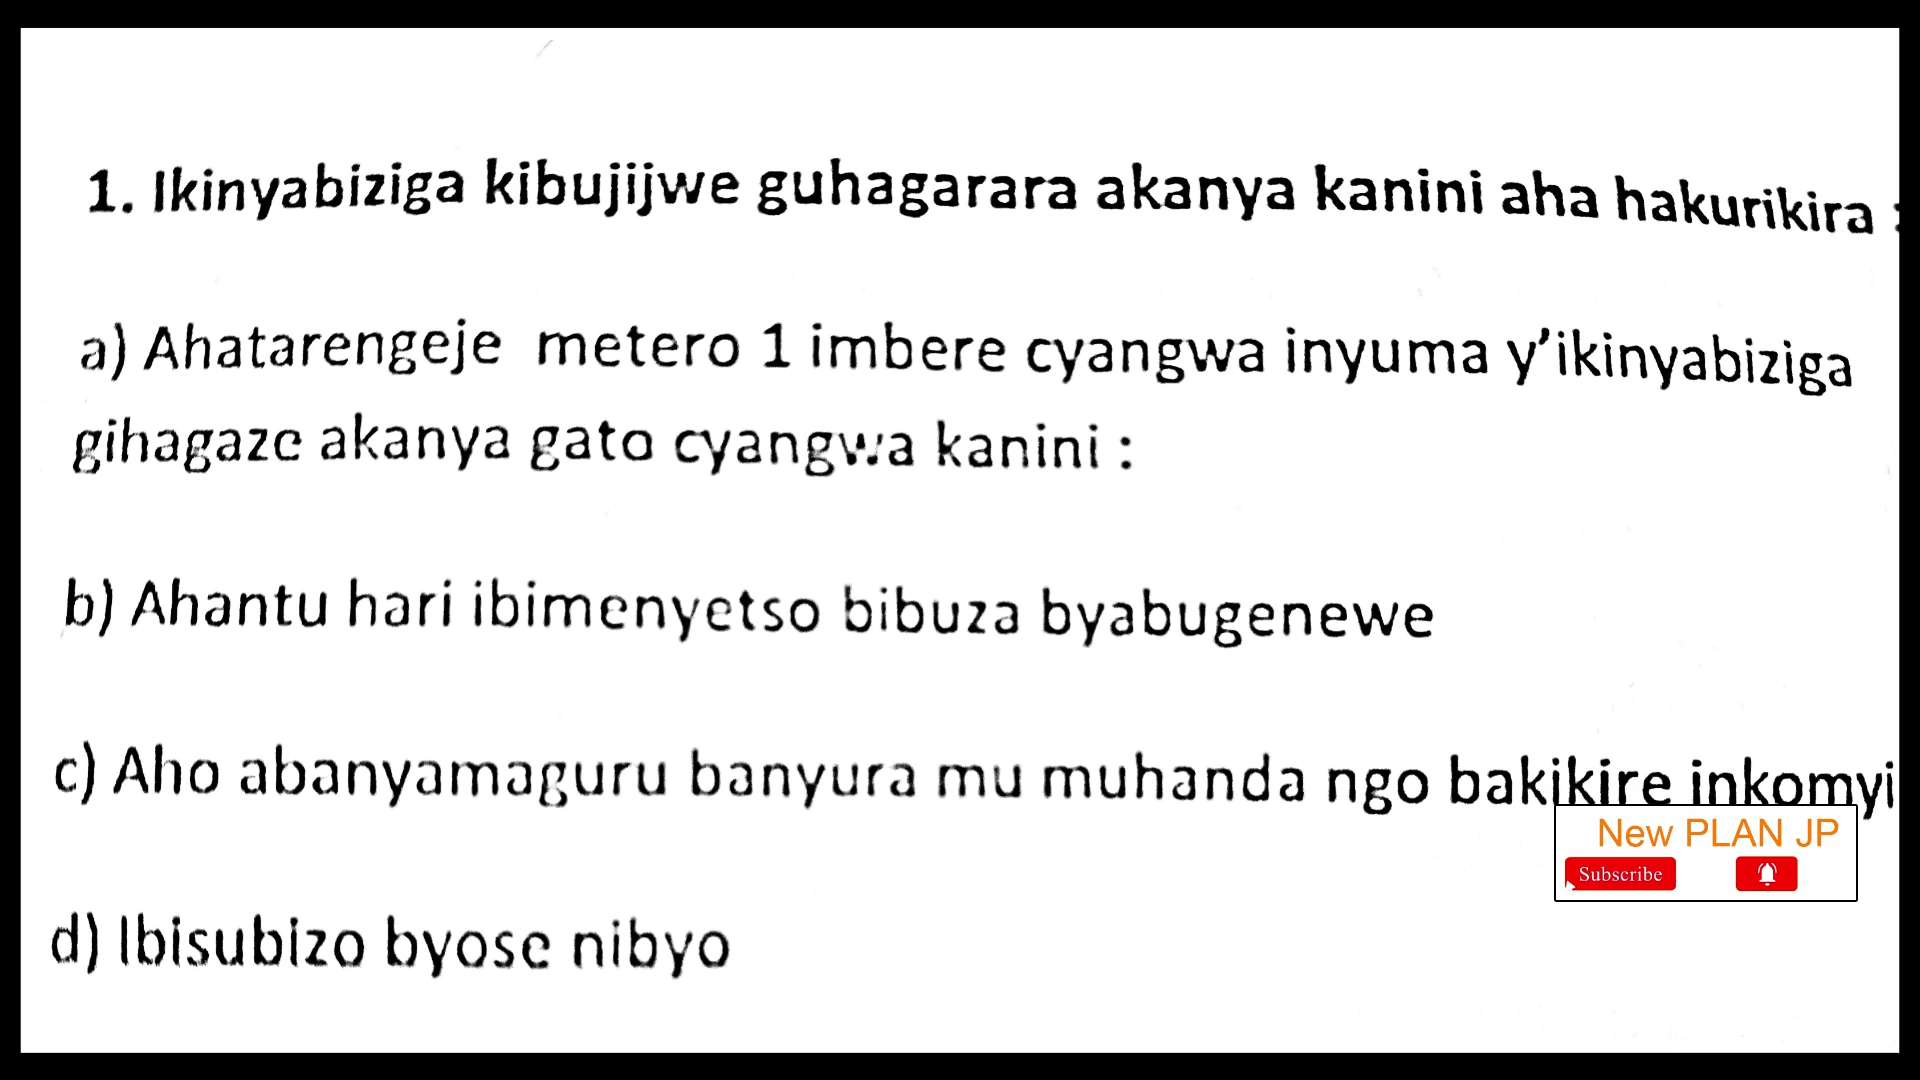 1. Ikinyabiziga kibujijwe guhagarara akanya kanini aha hakurikira :
a) Ahatarengeje metero 1 imbere cyangwa inyuma y’ikinyabiziga
gihagaze akanya gato cyangwa kanini :
b) Ahantu hari ibimenyetso bibuza byabugenewe
c) Aho abanyamaguru banyura mu muhanda ngo bakikire inkomyi
New PLAN JP
Subscribe
d) Ibisubizo byose nibyo